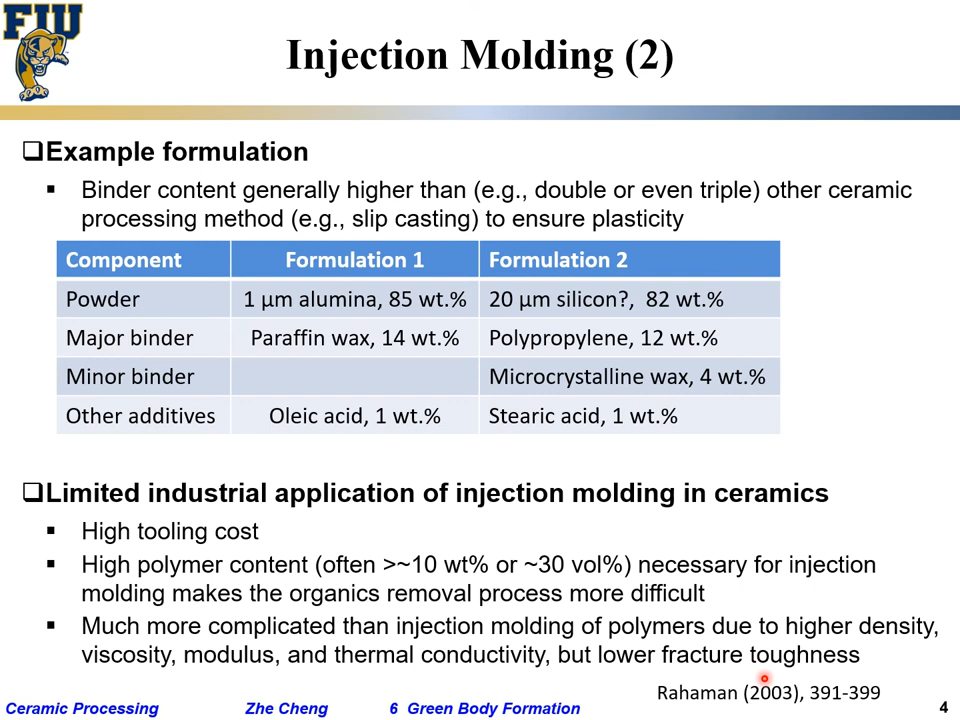 FIU
Injection Molding (2)
❑Example formulation
▪ Binder content generally higher than (e.g., double or even triple) other ceramic
processing method (e.g., slip casting) to ensure plasticity
Component Formulation 1 Formulation 2
Powder 1 μm alumina, 85 wt.% 20 μm silicon?, 82 wt.%
Major binder Paraffin wax, 14 wt.% Polypropylene, 12 wt.%
Minor binder Microcrystalline wax, 4 wt.%
Other additives Oleic acid, 1 wt.% Stearic acid, 1 wt.%
❑Limited industrial application of injection molding in ceramics
▪ High tooling cost
▪ High polymer content (often >~10 wt% or ~30 vol%) necessary for injection
molding makes the organics removal process more difficult
▪ Much more complicated than injection molding of polymers due to higher density,
viscosity, modulus, and thermal conductivity, but lower fracture toughness
Rahaman (2003), 391-399
Ceramic Processing Zhe Cheng 6 Green Body Formation 4